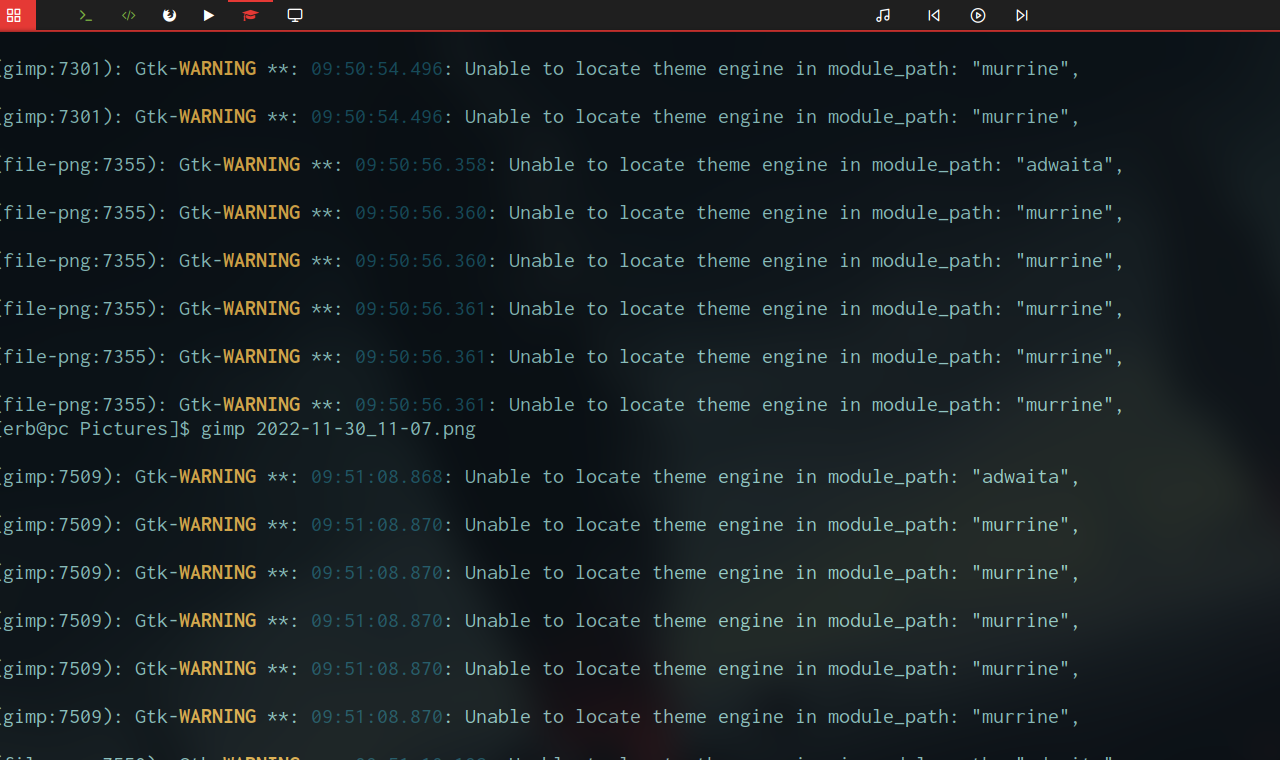 (gimp:7301): Gtk-WARNING **: 09:50:54.496: Unable to locate theme engine in module_path: "murrine",
(gimp:7301): Gtk-WARNING **: 09:50:54.496: Unable to locate theme engine in module_path: "murrine",
(file-png:7355): Gtk-WARNING **: 09:50:56.358: Unable to locate theme engine in module_path: "adwaita",
(file-png:7355): Gtk-WARNING **: 09:50:56.360: Unable to locate theme engine in module_path: "murrine",
(file-png:7355): Gtk-WARNING **: 09:50:56.360: Unable to locate theme engine in module_path: "murrine",
(file-png:7355): Gtk-WARNING **: 09:50:56.361: Unable to locate theme engine in module_path: "murrine",
(file-png:7355): Gtk-WARNING **: 09:50:56.361: Unable to locate theme engine in module_path: "murrine",
(file-png:7355): Gtk-WARNING **: 09:50:56.361: Unable to locate theme engine in module_path: "murrine",
[erb@pc Pictures]$ gimp 2022-11-30_11-07.png
(gimp:7509): Gtk-WARNING **: 09:51:08.868: Unable to locate theme engine in module_path: "adwaita",
(gimp:7509): Gtk-WARNING **: 09:51:08.870: Unable to locate theme engine in module_path: "murrine",
(gimp:7509): Gtk-WARNING **: 09:51:08.870: Unable to locate theme engine in module_path: "murrine",
(gimp:7509): Gtk-WARNING **: 09:51:08.870: Unable to locate theme engine in module_path: "murrine",
(gimp:7509): Gtk-WARNING **: 09:51:08.870: Unable to locate theme engine in module_path: "murrine",
(gimp:7509): Gtk-WARNING **: 09:51:08.870: Unable to locate theme engine in module_path: "murrine",